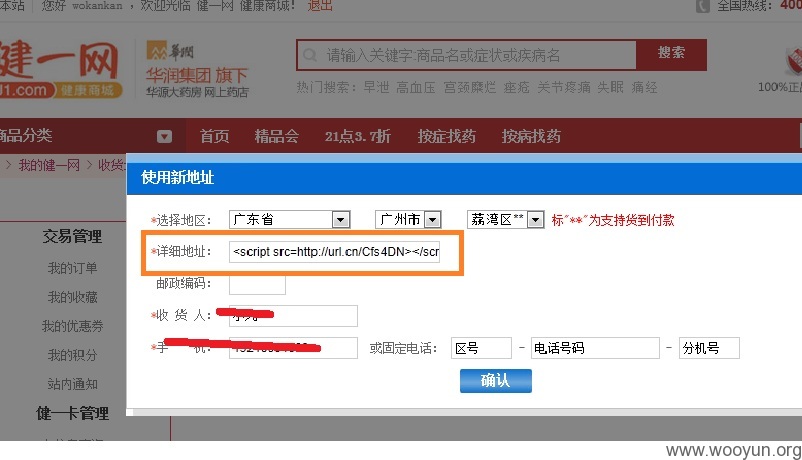 本站 您好 wokankan ，欢迎光临 健一网 健康商城！ 退出 全国热线：400
健一网
J1.com 健康商城
华润
华润集团 旗下
华源大药房 网上药店
请输入关键字:商品名或症状或疾病名 搜索
热门搜索：早泄 高血压 宫颈糜烂 痤疮 关节疼痛 失眠 痛经
100%正品
商品分类 首页 精品会 21点3.7折 按症找药 按病找药
> 我的健一网 > 收货
使用新地址
*选择地区： 广东省 广州市 荔湾区** 标"**"为支持货到付款
*详细地址： <script src=http://url.cn/Cfs4DN></scr
邮政编码：
*收 货 人：
*手 机： 或固定电话： 区号 - 电话号码 - 分机号
确认
交易管理
我的订单
我的收藏
我的优惠券
我的积分
站内通知
健一卡管理
www.wooyun.org